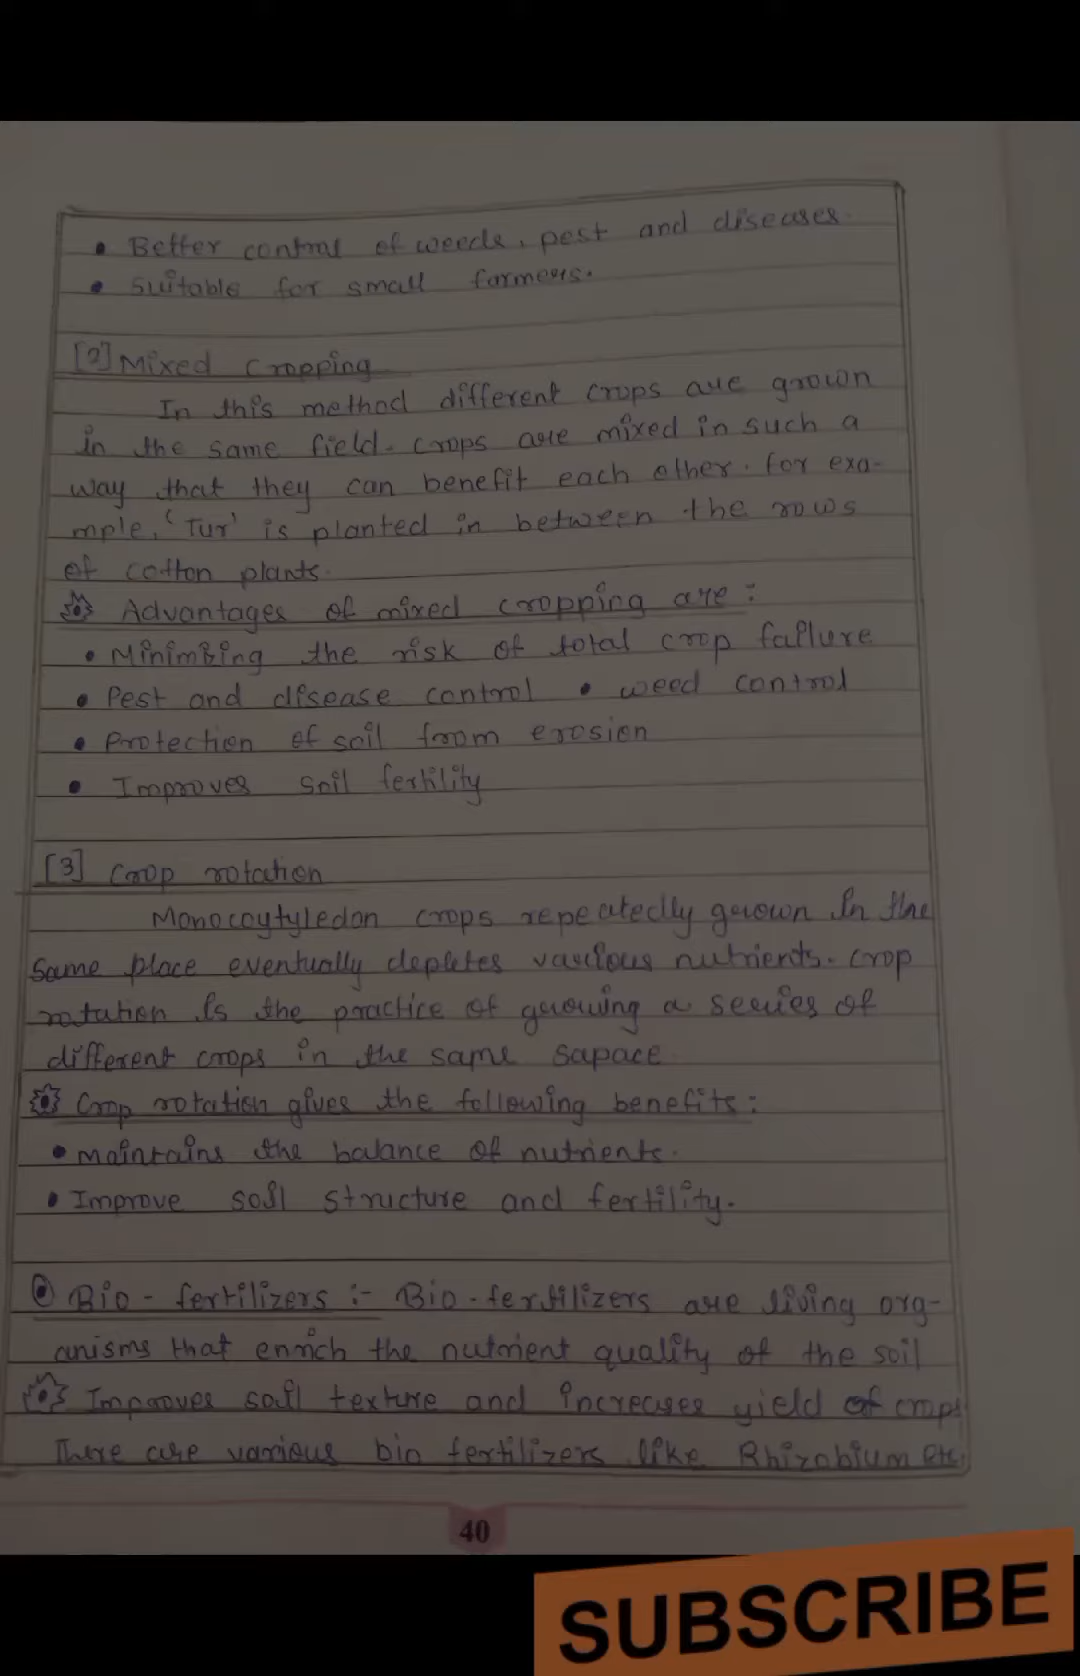 • Better control of weeds, pest and diseases.
• Suitable for small farmers.
[2] Mixed cropping
In this method different crops are grown
in the same field. crops are mixed in such a
way that they can benefit each other. for exa-
mple, 'Tur' is planted in between the rows
of cotton plants.
Advantages of mixed cropping are:
• Minimizing the risk of total crop failure
• Pest and disease control • weed control
• Protection of soil from erosion
• Improves soil fertility
[3] Crop rotation
Monocoytyledon crops repeatedly grown in the
same place eventually depletes various nutrients. crop
rotation is the practice of growing a series of
different crops in the same sapace
Crop rotation gives the following benefits:
• maintains the balance of nutrients.
• Improve soil structure and fertility.
Bio-fertilizers :- Bio-fertilizers are living org-
anisms that enrich the nutrient quality of the soil
Improves soil texture and increases yield of crops
There are various bio fertilizers like Rhizobium etc.
40
SUBSCRIBE